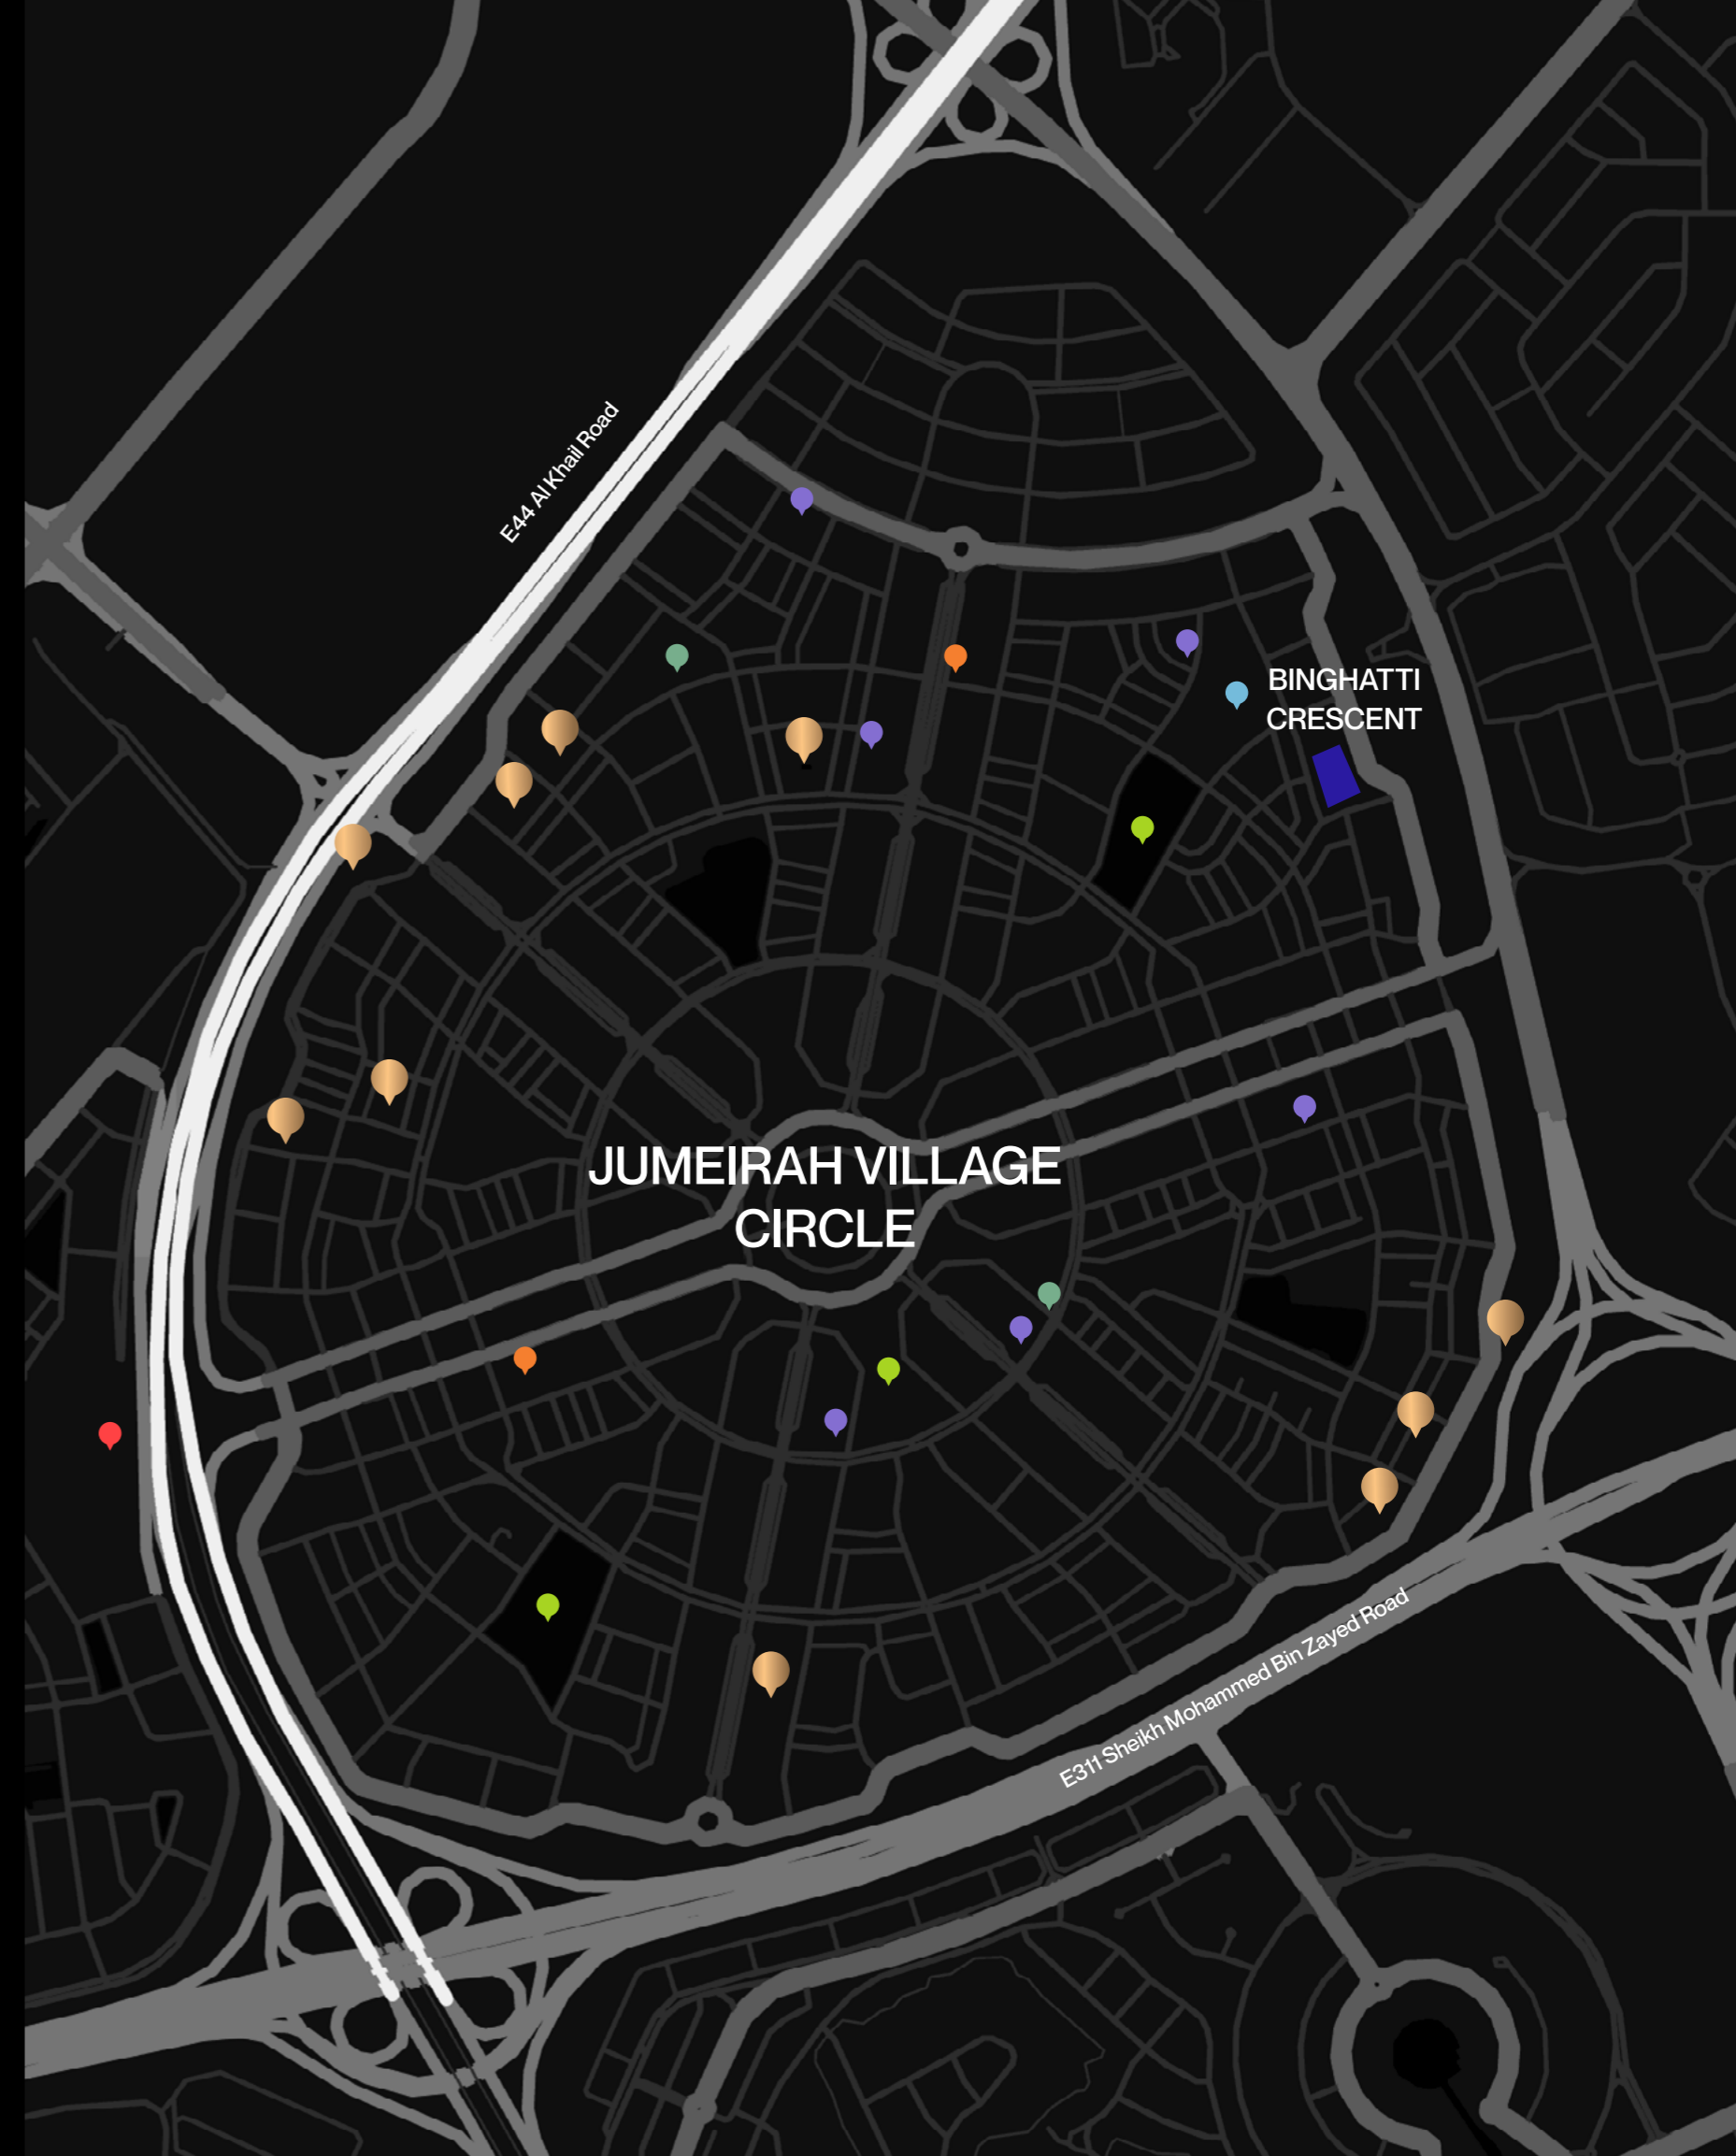 E44 Al Khail Road
BINGHATTI
CRESCENT
JUMEIRAH VILLAGE
CIRCLE
E311 Sheikh Mohammed Bin Zayed Road